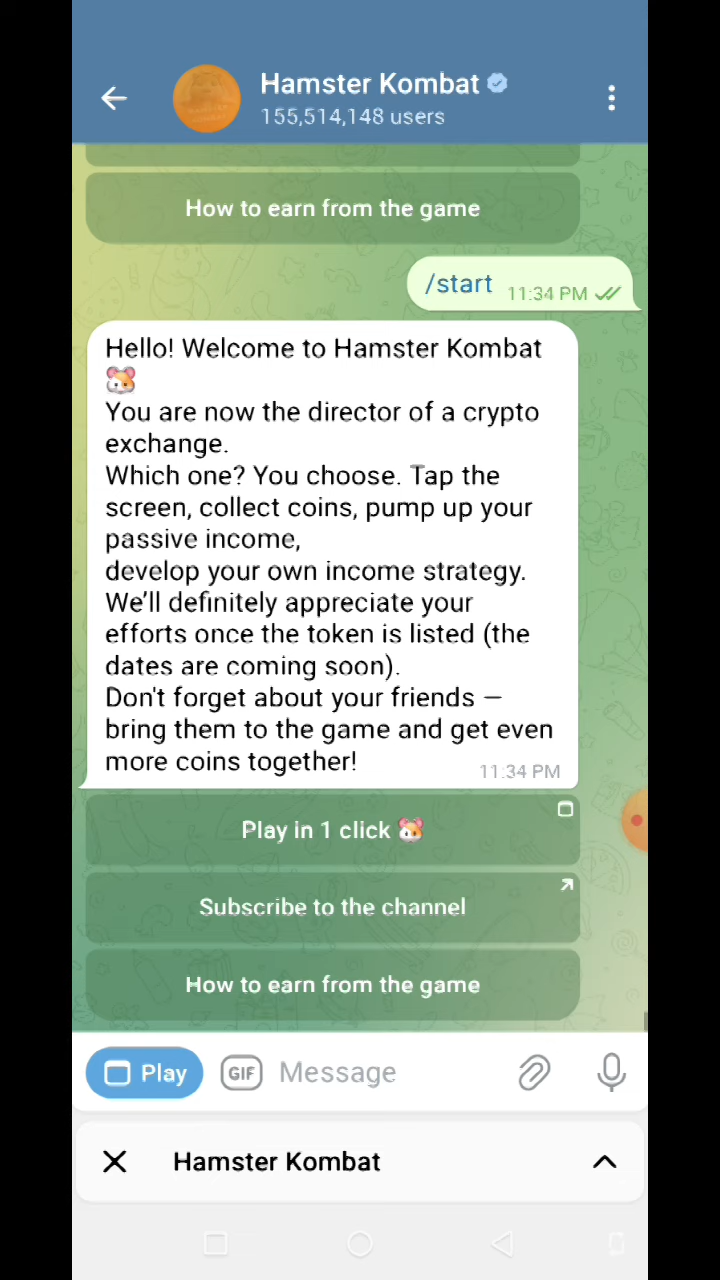 Hamster Kombat
155,514,148 users
How to earn from the game
/start 11:34 PM
Hello! Welcome to Hamster Kombat
🐹
You are now the director of a crypto
exchange.
Which one? You choose. Tap the
screen, collect coins, pump up your
passive income,
develop your own income strategy.
We’ll definitely appreciate your
efforts once the token is listed (the
dates are coming soon).
Don't forget about your friends —
bring them to the game and get even
more coins together!
11:34 PM
Play in 1 click 🐹
Subscribe to the channel
How to earn from the game
Play GIF Message
Hamster Kombat